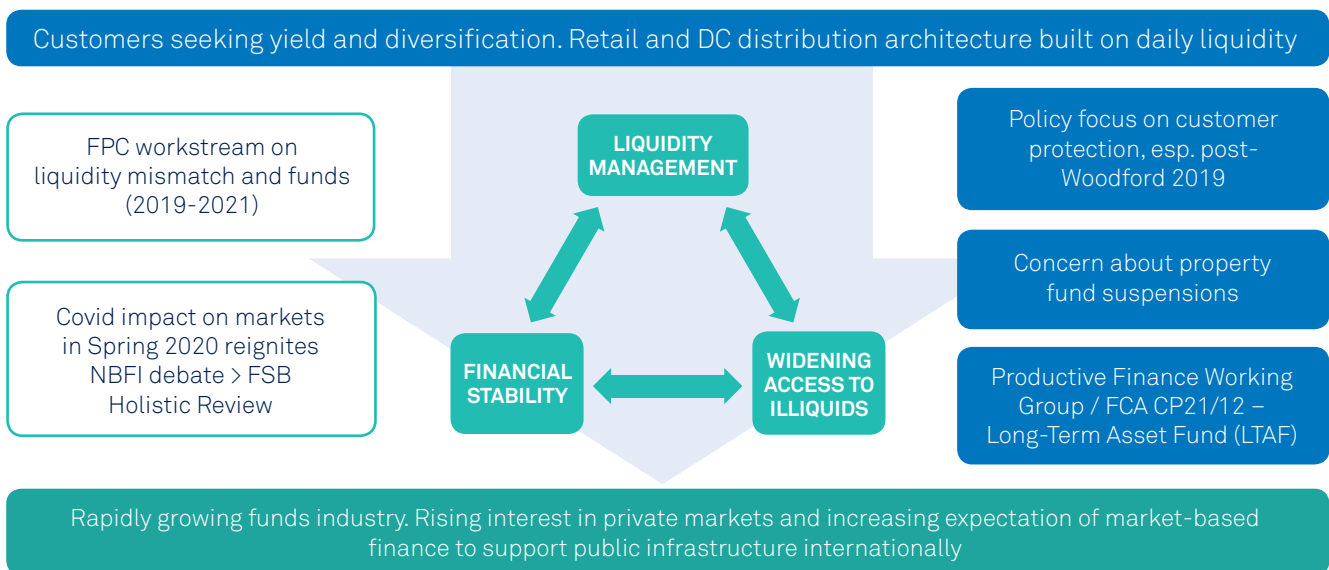 Customers seeking yield and diversification. Retail and DC distribution architecture built on daily liquidity
FPC workstream on
liquidity mismatch and funds
(2019-2021)
Covid impact on markets
in Spring 2020 reignites
NBFI debate > FSB
Holistic Review
LIQUIDITY
MANAGEMENT
FINANCIAL
STABILITY
WIDENING
ACCESS TO
ILLIQUIDS
Policy focus on customer
protection, esp. post-
Woodford 2019
Concern about property
fund suspensions
Productive Finance Working
Group / FCA CP21/12 –
Long-Term Asset Fund (LTAF)
Rapidly growing funds industry. Rising interest in private markets and increasing expectation of market-based
finance to support public infrastructure internationally